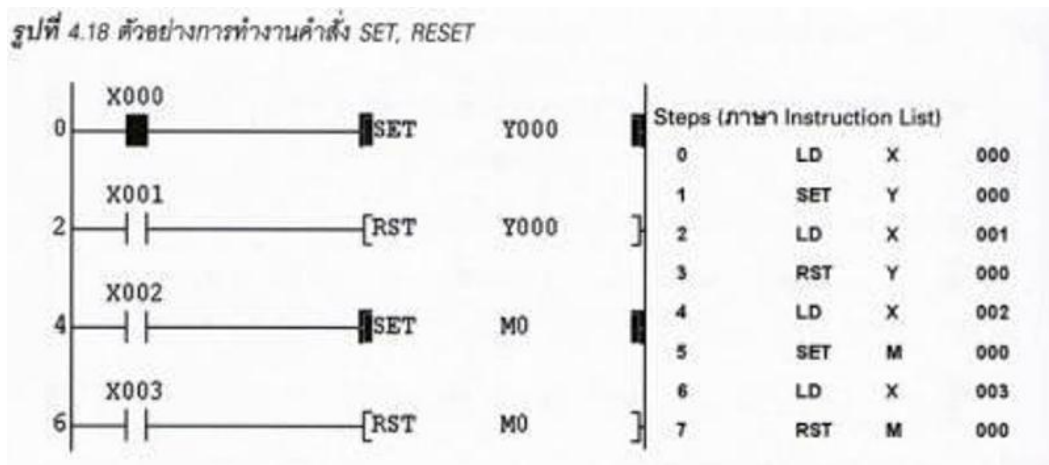 รูปที่ 4.18 ตัวอย่างการทำงานคำสั่ง SET, RESET
X000
0 SET Y000
X001
2 [RST Y000 ]
X002
4 SET M0
X003
6 [RST M0 ]
Steps (ภาษา Instruction List)
0 LD X 000
1 SET Y 000
2 LD X 001
3 RST Y 000
4 LD X 002
5 SET M 000
6 LD X 003
7 RST M 000